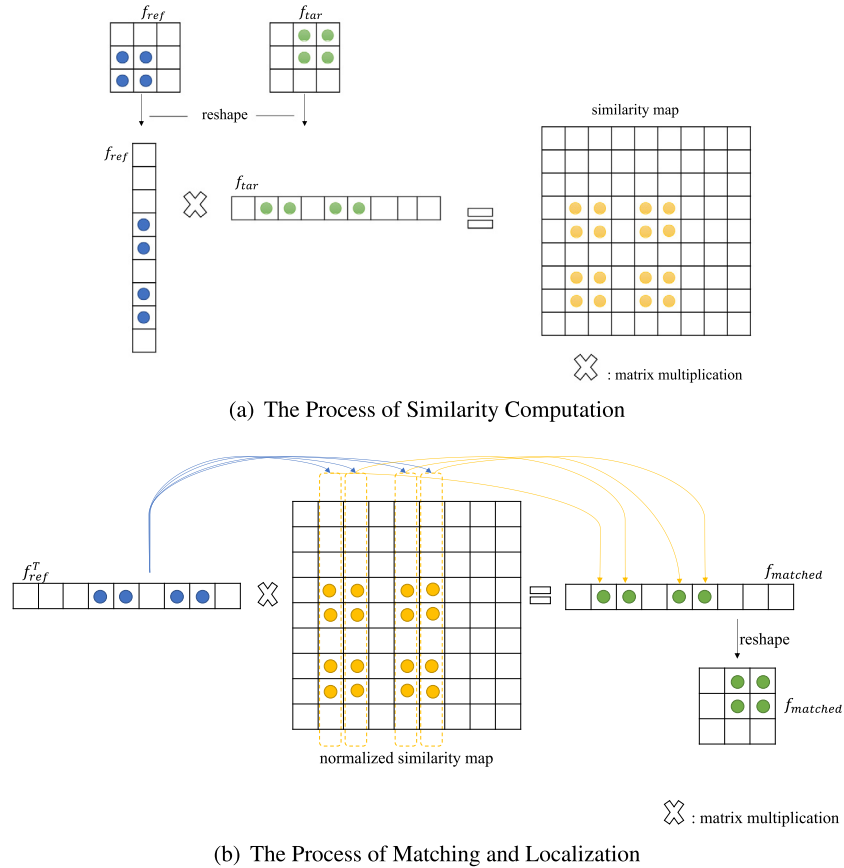 f_ref f_tar
reshape
similarity map
f_ref
f_tar
: matrix multiplication
(a) The Process of Similarity Computation
f_ref^T
f_matched
reshape
f_matched
normalized similarity map
: matrix multiplication
(b) The Process of Matching and Localization